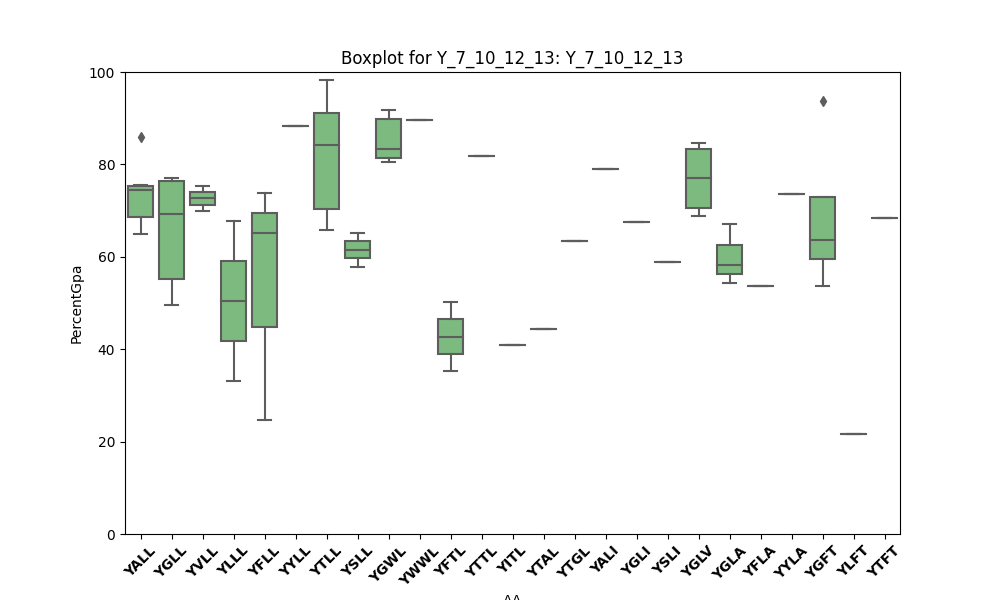 Boxplot for Y_7_10_12_13: Y_7_10_12_13
100
80
60
40
20
0
PercentGpa
YALL YGLL YVLL YLLL YFLL YYLL YTLL YSLL YGWL YWWL YFTL YTTL YITL YTAL YTGL YALI YGLI YSLI YGLV YGLA YFLA YYLA YGFT YLFT YTFT
AA